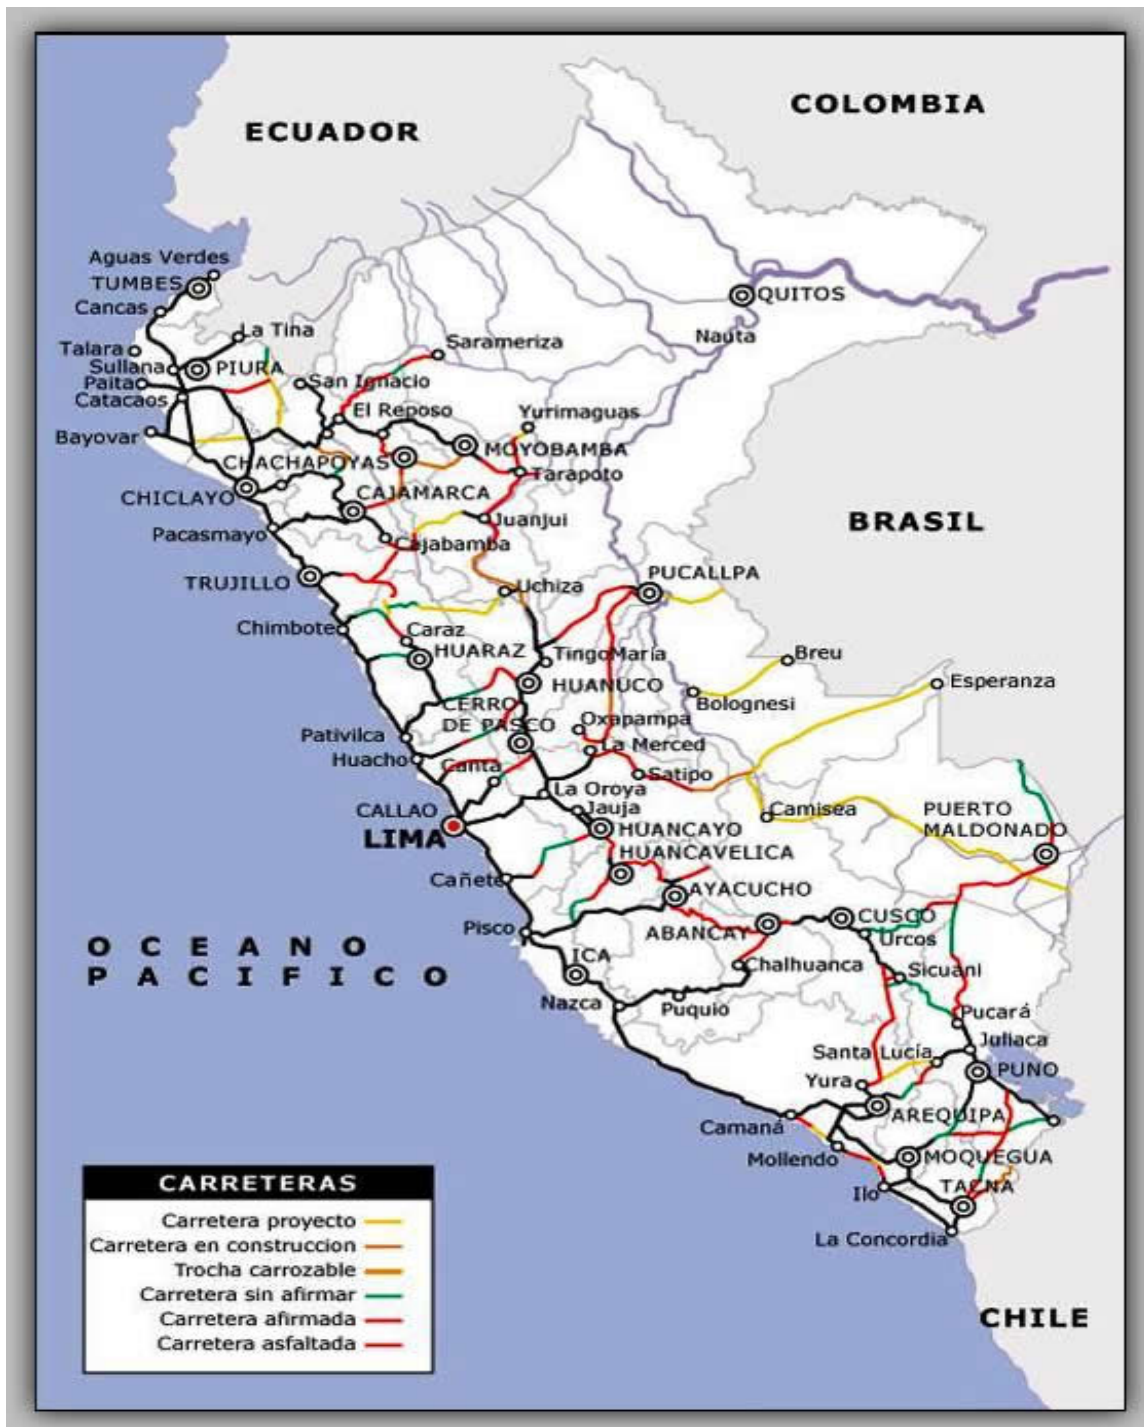 COLOMBIA
ECUADOR
Aguas Verdes
TUMBES
QUITOS
Cancas
La Tina
Nauta
Sarameriza
Talara
Sullana
PIURA
Paita
San Ignacio
Catacaos
El Reposo
Yurimaguas
Bayovar
MOYOBAMBA
CHACHAPOYAS
Tarapoto
CHICLAYO
CAJAMARCA
BRASIL
Juanjui
Pacasmayo
Cajabamba
PUCALLPA
TRUJILLO
Uchiza
Chimbote
Caraz
HUARAZ
TingoMaría
Breu
HUANUCO
Esperanza
CERRO
DE PASCO
Bolognesi
Oxapampa
Pativilca
La Merced
Huacho
Canta
Satipo
La Oroya
CALLAO
Jauja
Camisea
PUERTO
MALDONADO
LIMA
HUANCAYO
HUANCAVELICA
Cañete
AYACUCHO
Pisco
ABANCAY
CUSCO
Urcos
OCEANO
PACIFICO
ICA
Chalhuanca
Sicuani
Nazca
Puquio
Pucará
Juliaca
Santa Lucía
PUNO
Yura
AREQUIPA
Camaná
Mollendo
MOQUEGUA
TACNA
Ilo
La Concordia
CHILE
CARRETERAS
Carretera proyecto
Carretera en construccion
Trocha carrozable
Carretera sin afirmar
Carretera afirmada
Carretera asfaltada